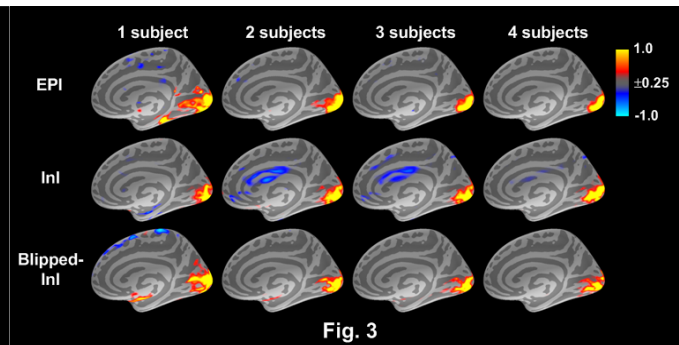 1 subject 2 subjects 3 subjects 4 subjects
EPI
1.0
±0.25
-1.0
InI
Blipped-
InI
Fig. 3